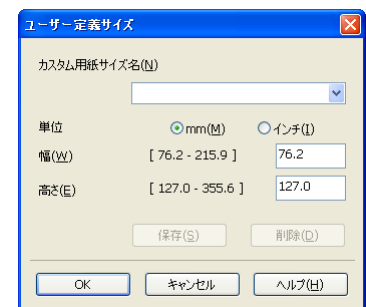 ユーザー定義サイズ
カスタム用紙サイズ名(N)
単位 mm(M) インチ(I)
幅(W) [ 76.2 - 215.9 ] 76.2
高さ(E) [ 127.0 - 355.6 ] 127.0
保存(S) 削除(D)
OK キャンセル ヘルプ(H)